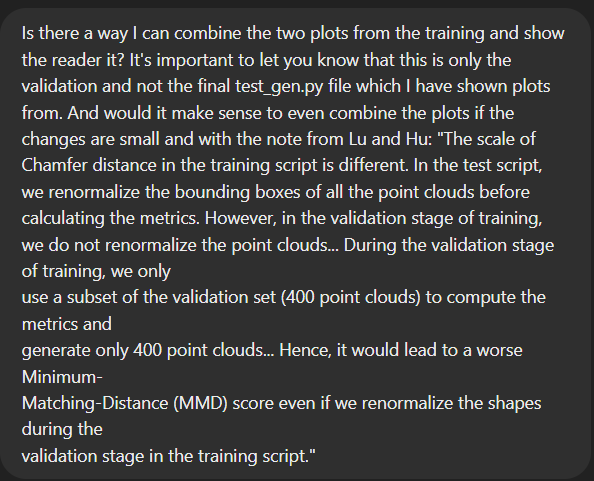 Is there a way I can combine the two plots from the training and show
the reader it? It's important to let you know that this is only the
validation and not the final test_gen.py file which I have shown plots
from. And would it make sense to even combine the plots if the
changes are small and with the note from Lu and Hu: "The scale of
Chamfer distance in the training script is different. In the test script,
we renormalize the bounding boxes of all the point clouds before
calculating the metrics. However, in the validation stage of training,
we do not renormalize the point clouds... During the validation stage
of training, we only
use a subset of the validation set (400 point clouds) to compute the
metrics and
generate only 400 point clouds... Hence, it would lead to a worse
Minimum-
Matching-Distance (MMD) score even if we renormalize the shapes
during the
validation stage in the training script."